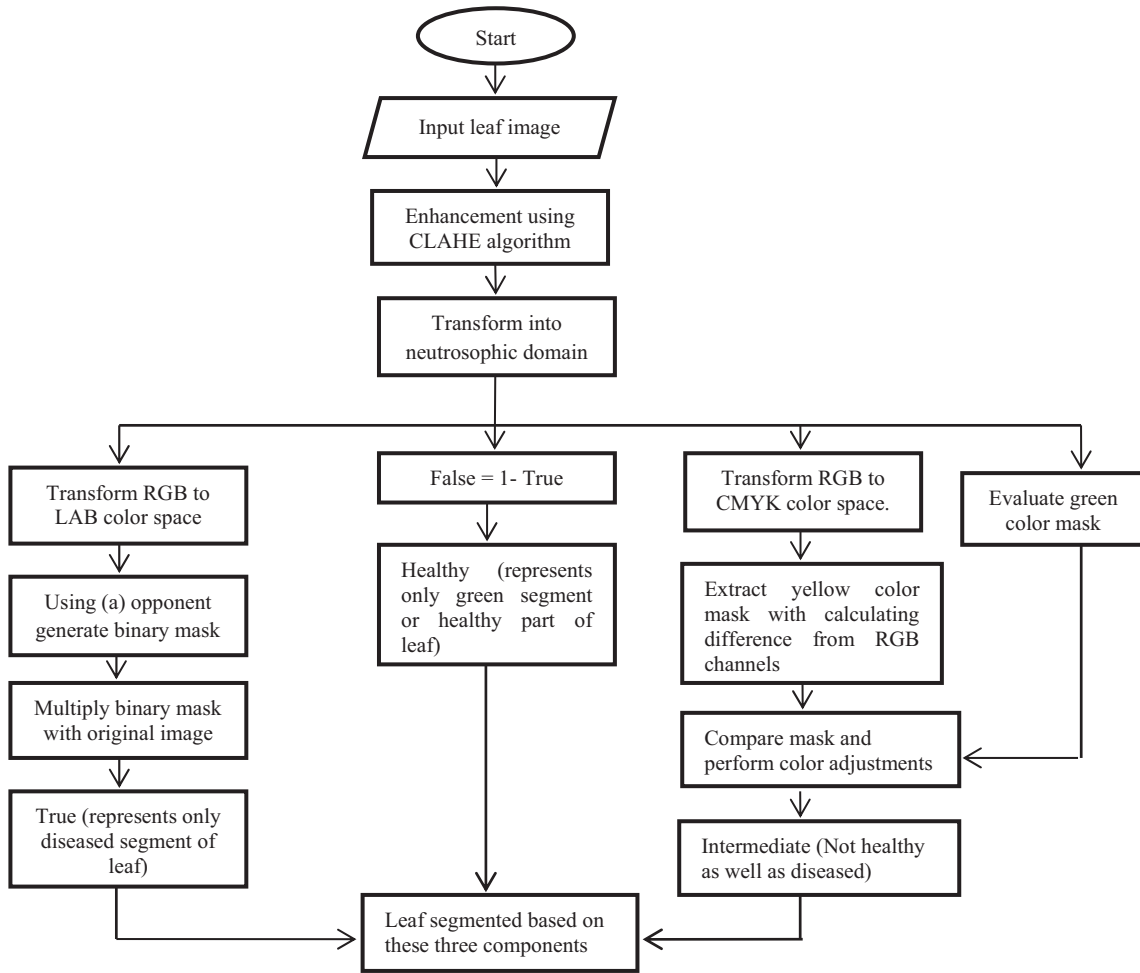 Start
Input leaf image
Enhancement using
CLAHE algorithm
Transform into
neutrosophic domain
Transform RGB to
LAB color space
Using (a) opponent
generate binary mask
Multiply binary mask
with original image
True (represents only
diseased segment of
leaf)
False = 1- True
Healthy (represents
only green segment
or healthy part of
leaf)
Transform RGB to
CMYK color space.
Extract yellow color
mask with calculating
difference from RGB
channels
Evaluate green
color mask
Compare mask and
perform color adjustments
Intermediate (Not healthy
as well as diseased)
Leaf segmented based on
these three components